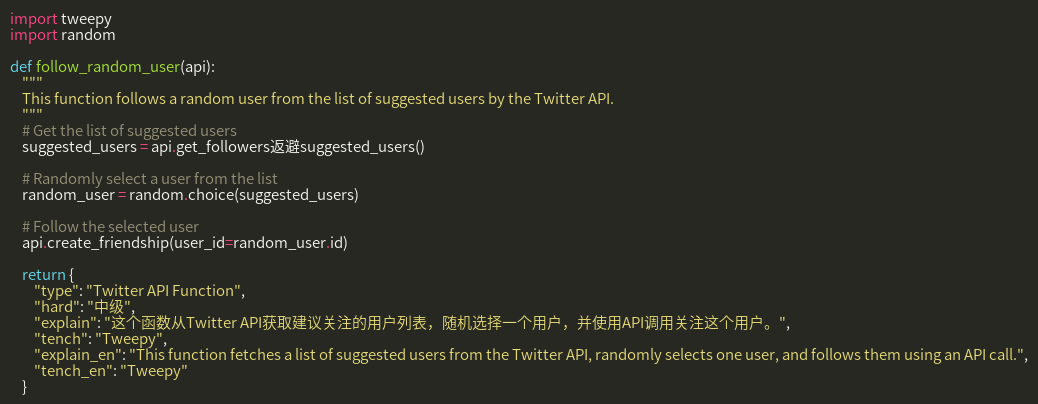 import tweepy
import random
def follow_random_user(api):
"""
This function follows a random user from the list of suggested users by the Twitter API.
"""
# Get the list of suggested users
suggested_users = api.get_followers返避suggested_users()
# Randomly select a user from the list
random_user = random.choice(suggested_users)
# Follow the selected user
api.create_friendship(user_id=random_user.id)
return {
"type": "Twitter API Function",
"hard": "中级",
"explain": "这个函数从Twitter API获取建议关注的用户列表，随机选择一个用户，并使用API调用关注这个用户。",
"tench": "Tweepy",
"explain_en": "This function fetches a list of suggested users from the Twitter API, randomly selects one user, and follows them using an API call.",
"tench_en": "Tweepy"
}